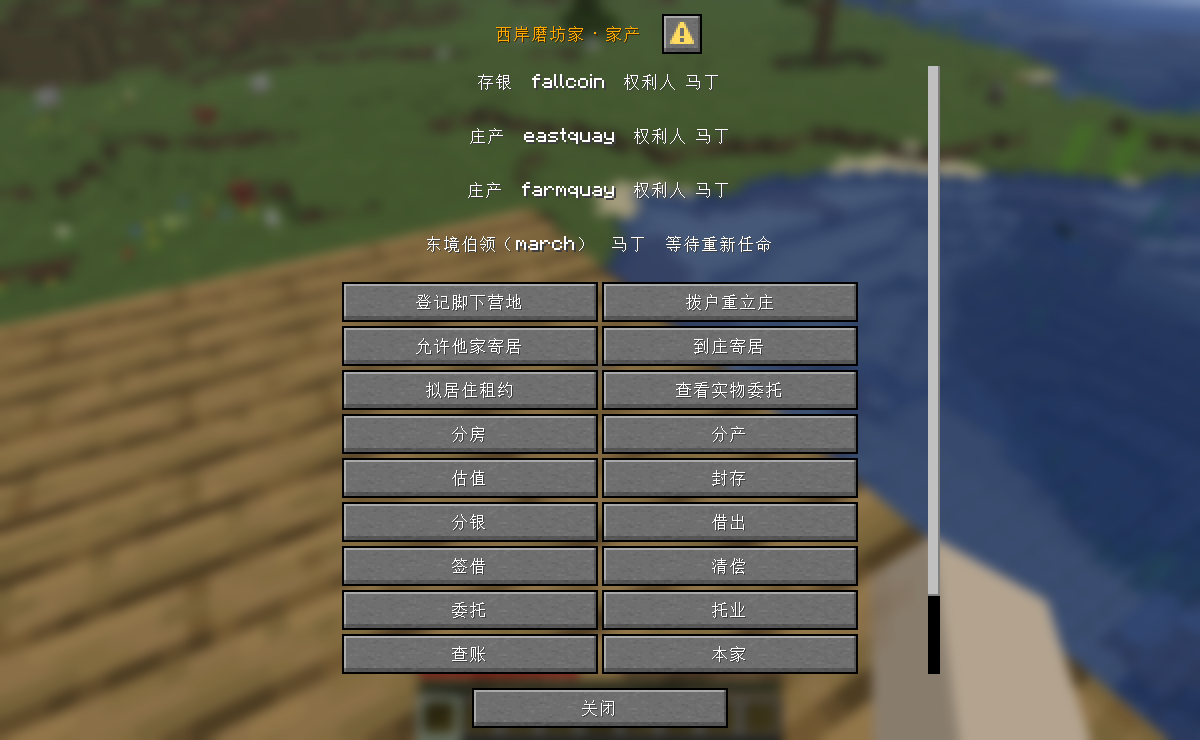 西岸磨坊家 · 家产
存银 fallcoin 权利人 马丁
庄产 eastquay 权利人 马丁
庄产 farmquay 权利人 马丁
东境伯领（march） 马丁 等待重新任命
登记脚下营地 拨户重立庄
允许他家寄居 到庄寄居
拟居住租约 查看实物委托
分房 分产
估值 封存
分银 借出
签借 清偿
委托 托业
查账 本家
关闭